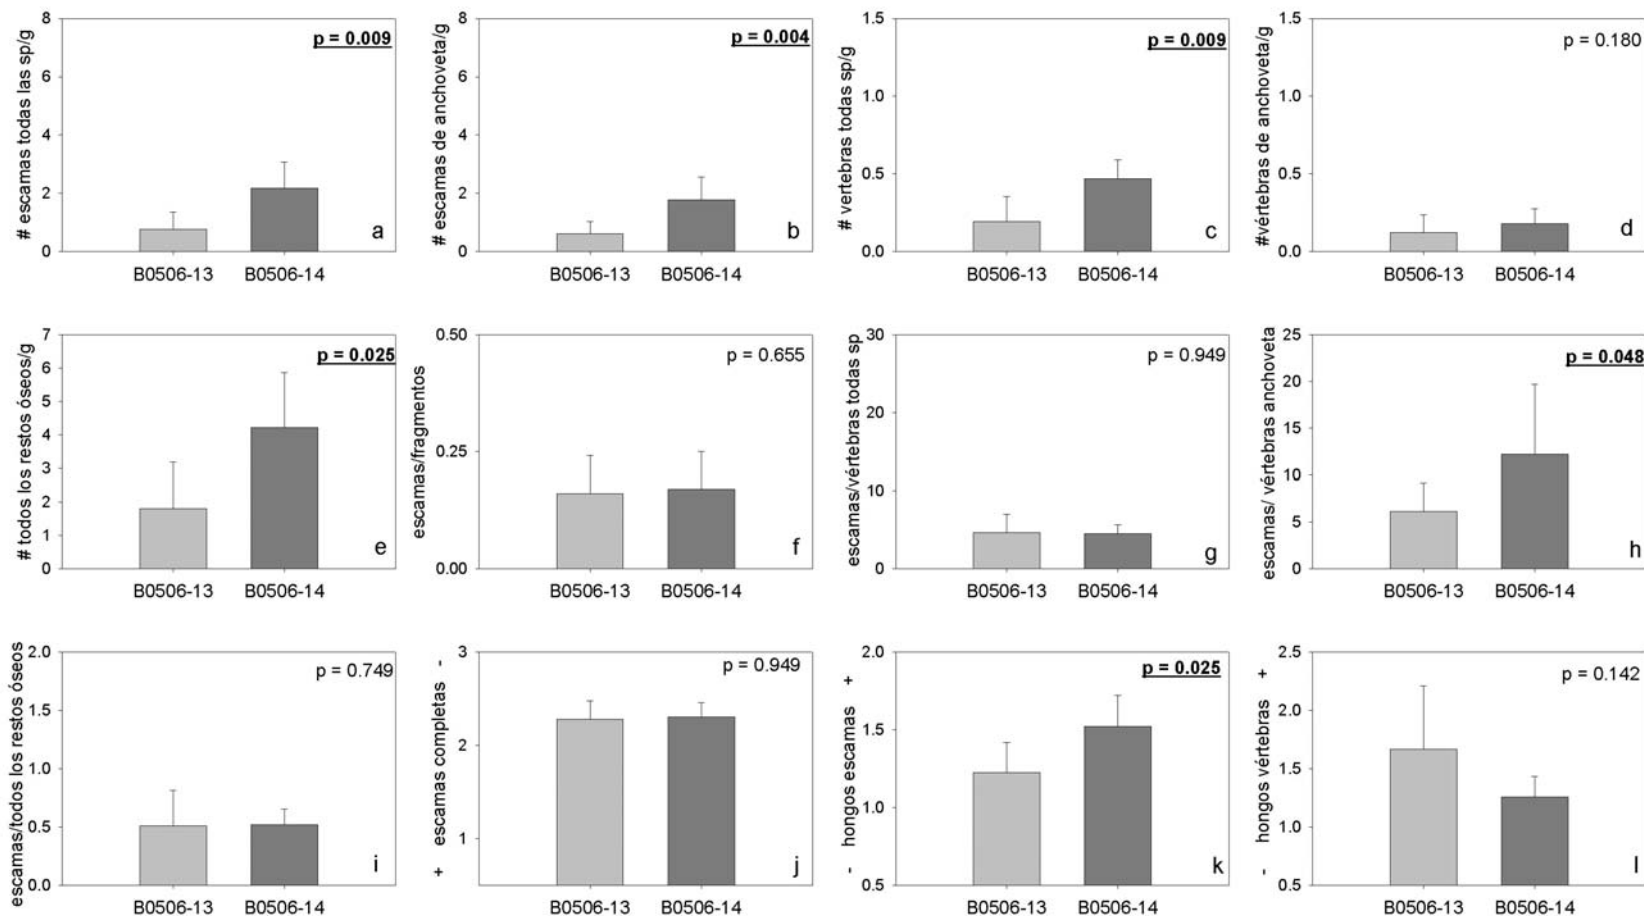 # escamas todas las sp/g
8
6
4
2
0
p = 0.009
a
B0506-13
B0506-14
# escamas de anchoveta/g
8
6
4
2
0
p = 0.004
b
B0506-13
B0506-14
# vertebras todas sp/g
1.5
1.0
0.5
0.0
p = 0.009
c
B0506-13
B0506-14
#vértebras de anchoveta/g
1.5
1.0
0.5
0.0
p = 0.180
d
B0506-13
B0506-14
# todos los restos óseos/g
7
6
5
4
3
2
1
0
p = 0.025
e
B0506-13
B0506-14
escamas/fragmentos
0.50
0.25
0.00
p = 0.655
f
B0506-13
B0506-14
escamas/vértebras todas sp
30
20
10
0
p = 0.949
g
B0506-13
B0506-14
escamas/ vértebras anchoveta
25
20
15
10
5
0
p = 0.048
h
B0506-13
B0506-14
escamas/todos los restos óseos
2.0
1.5
1.0
0.5
0.0
p = 0.749
i
B0506-13
B0506-14
+ escamas completas -
3
2
1
p = 0.949
j
B0506-13
B0506-14
- hongos escamas +
2.0
1.5
1.0
0.5
p = 0.025
k
B0506-13
B0506-14
- hongos vértebras +
2.5
2.0
1.5
1.0
0.5
p = 0.142
l
B0506-13
B0506-14